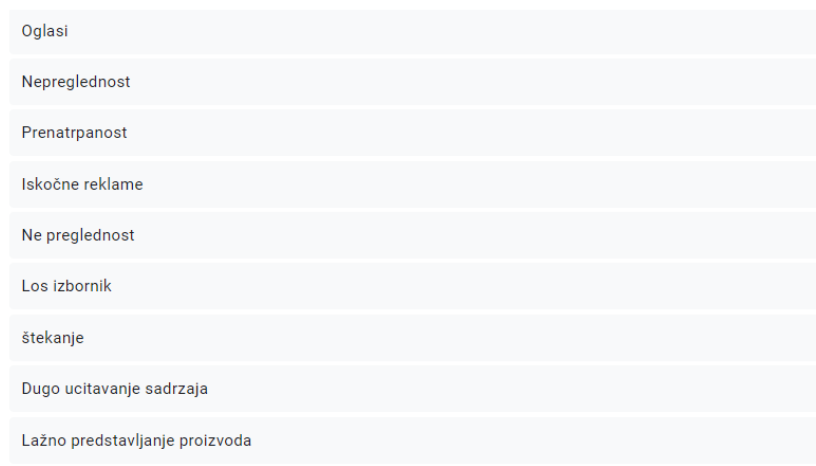 Oglasi
Nepreglednost
Prenatrpanost
Iskočne reklame
Ne preglednost
Los izbornik
štekanje
Dugo ucitavanje sadrzaja
Lažno predstavljanje proizvoda